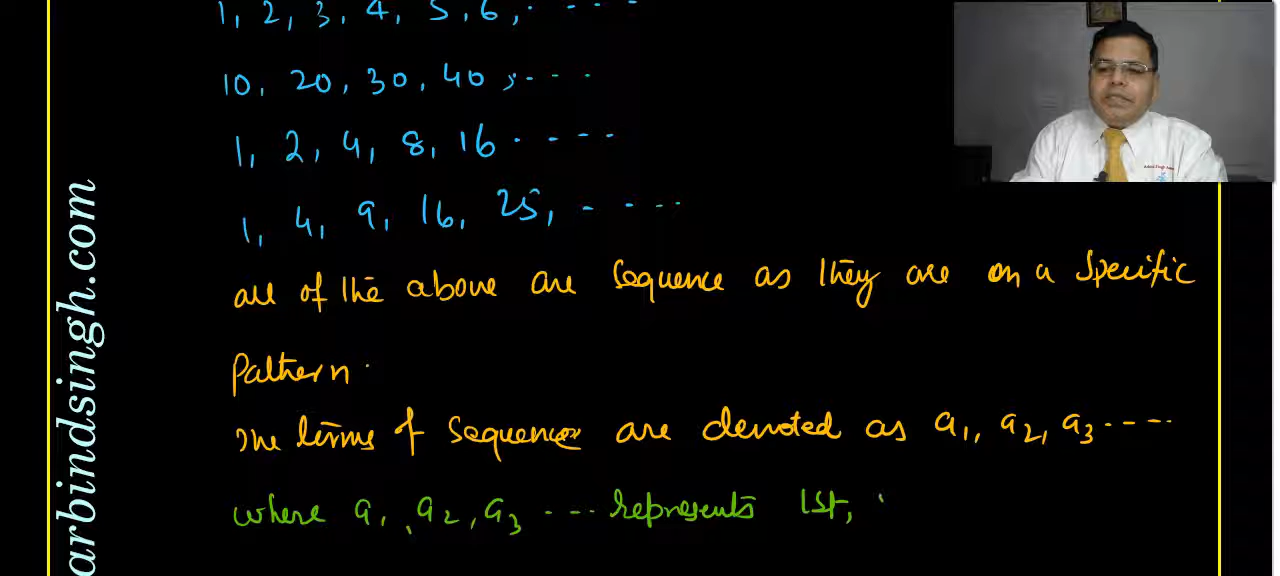 1, 2, 3, 4, 5, 6, . - - - -
10, 20, 30, 40, - - - -
1, 2, 4, 8, 16 - - - -
1, 4, 9, 16, 25, - - - -
all of the above are sequence as they are on a specific
Pattern.
The terms of sequence are denoted as a1, a2, a3 - - - -
where a1, a2, a3 - - - represents 1st,
arbindsingh.com